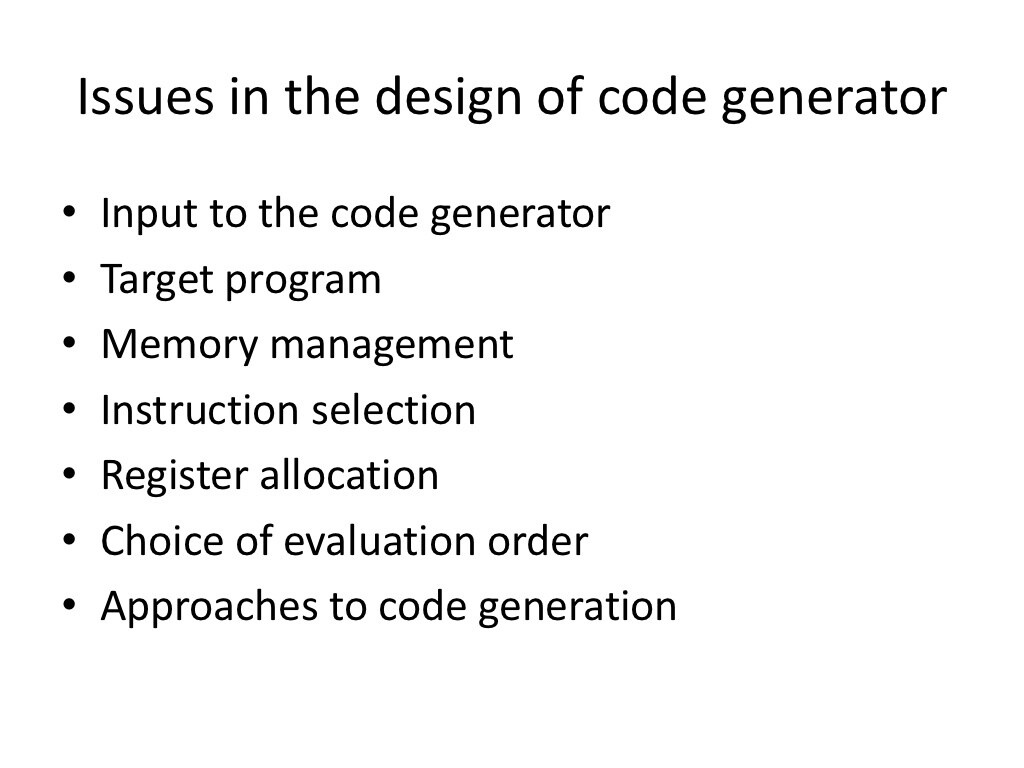 Issues in the design of code generator
• Input to the code generator
• Target program
• Memory management
• Instruction selection
• Register allocation
• Choice of evaluation order
• Approaches to code generation